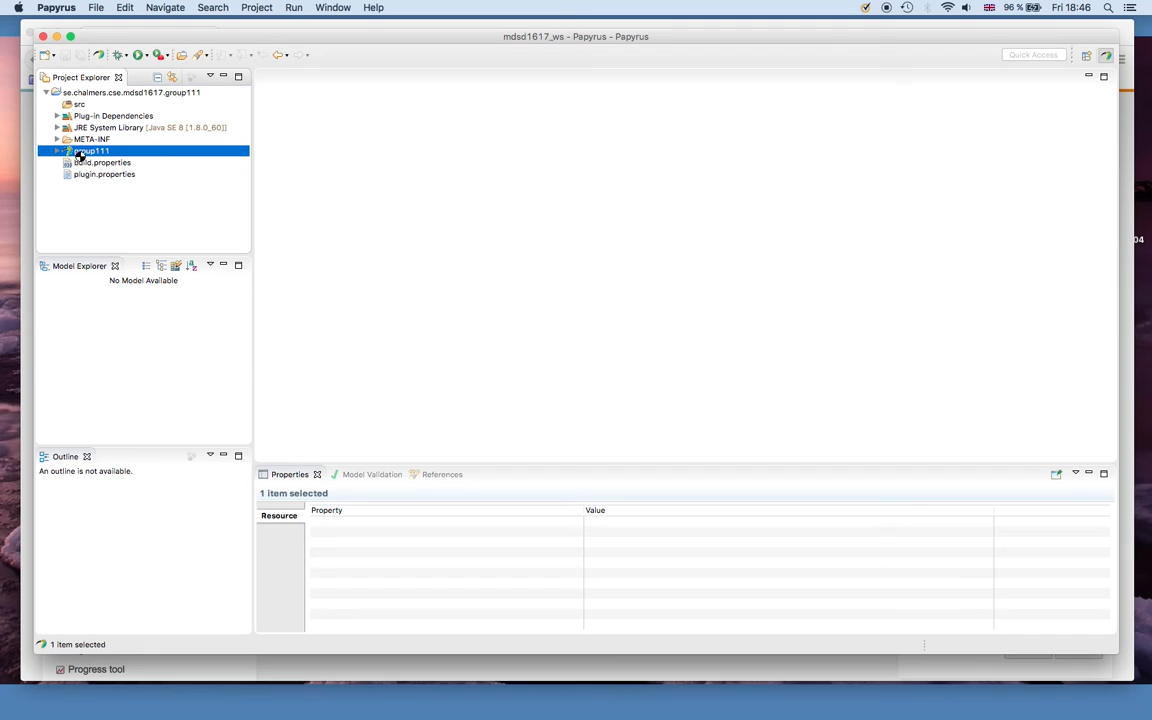 Papyrus File Edit Navigate Search Project Run Window Help 96 % Fri 18:46
mdsd1617_ws - Papyrus - Papyrus
Quick Access
Project Explorer
se.chalmers.cse.mdsd1617.group111
src
Plug-in Dependencies
JRE System Library [Java SE 8 [1.8.0_60]]
META-INF
group111
build.properties
plugin.properties
04
Model Explorer
No Model Available
Outline
An outline is not available.
Properties Model Validation References
1 item selected
Resource
Property Value
1 item selected
Progress tool